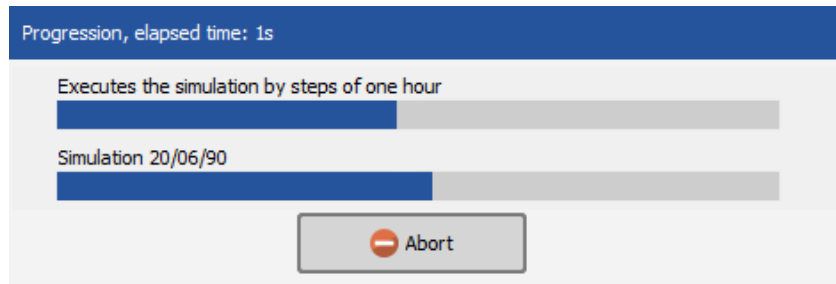 Progression, elapsed time: 1s
Executes the simulation by steps of one hour
Simulation 20/06/90
Abort